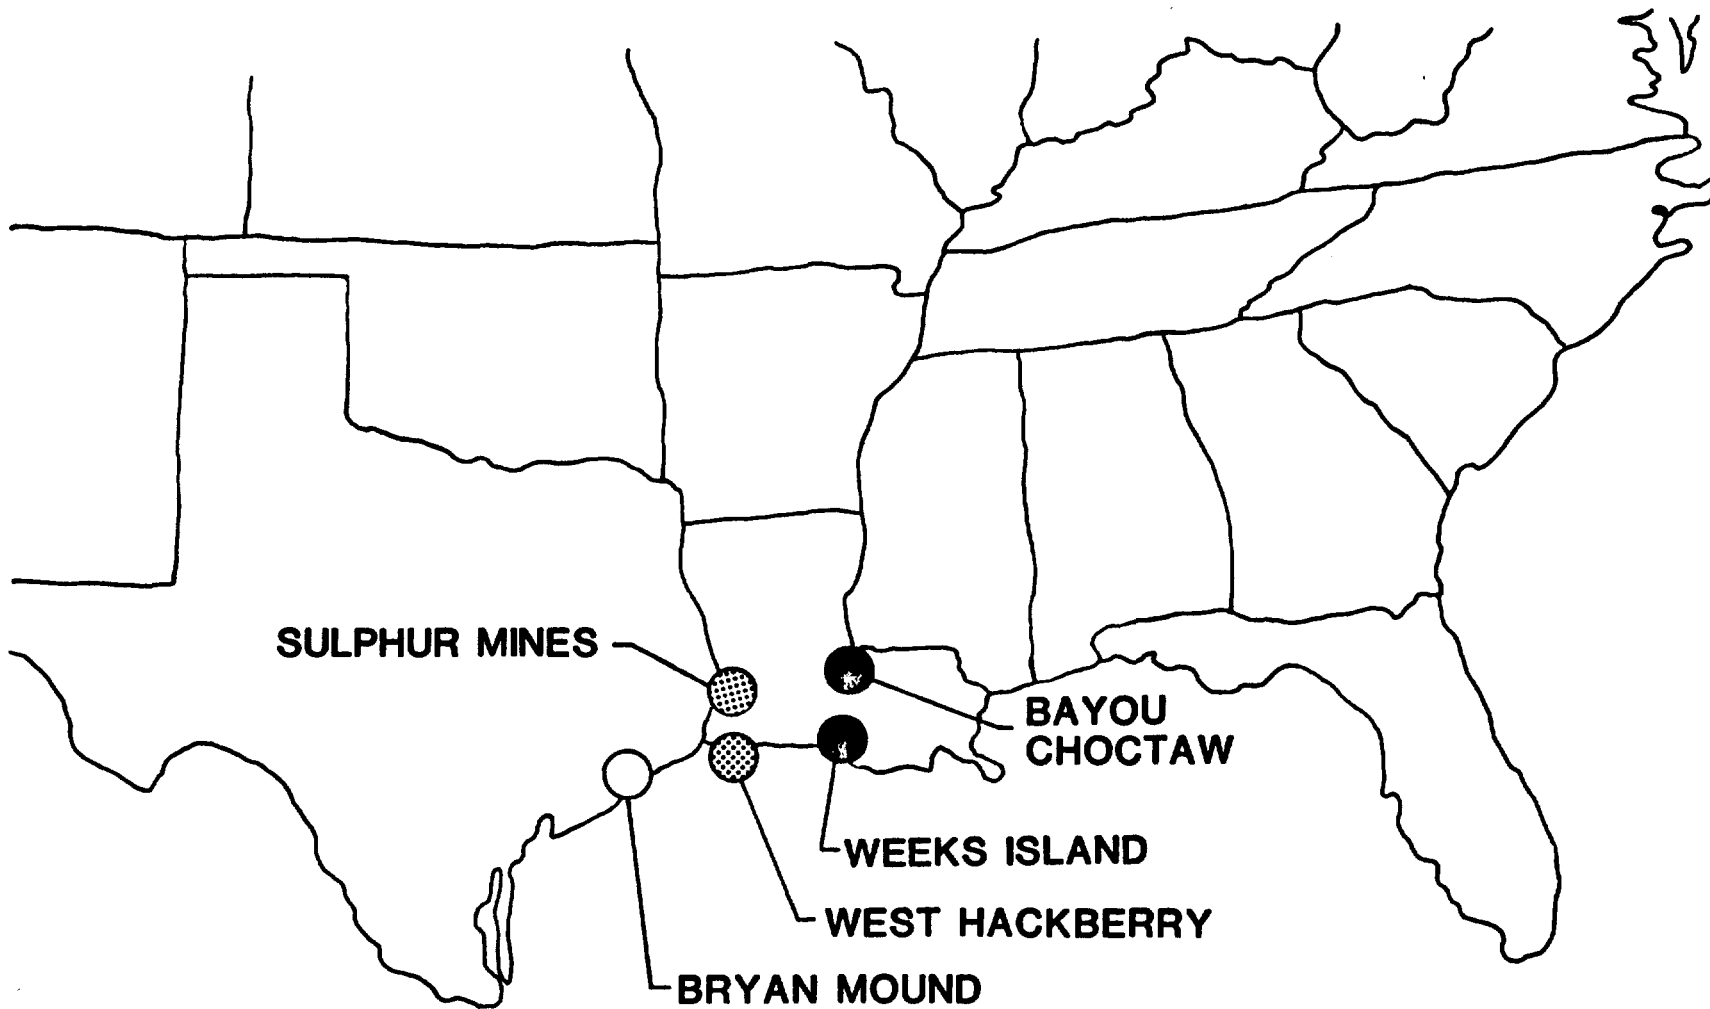 SULPHUR MINES
BAYOU
CHOCTAW
WEEKS ISLAND
WEST HACKBERRY
BRYAN MOUND